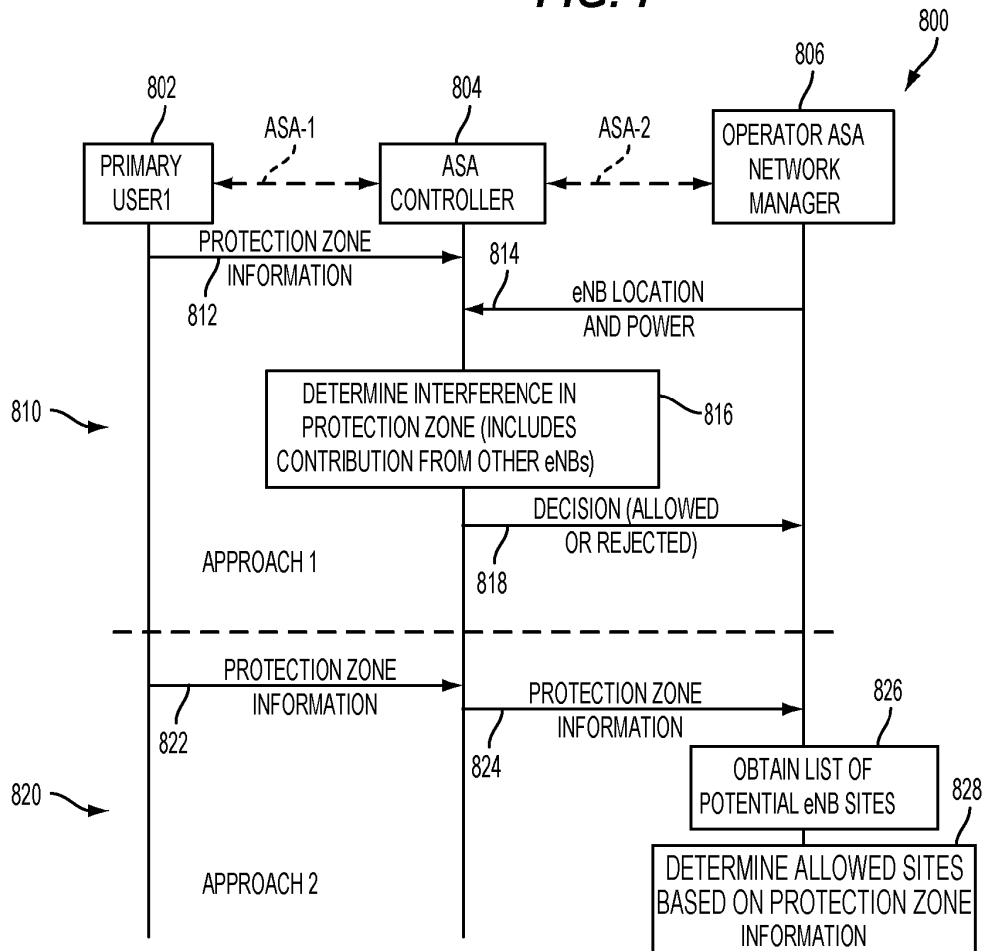 FIG.
800
802
804
806
ASA-1
ASA-2
PRIMARY
USER1
ASA
CONTROLLER
OPERATOR ASA
NETWORK
MANAGER
PROTECTION ZONE
INFORMATION
812
814
eNB LOCATION
AND POWER
810
DETERMINE INTERFERENCE IN
PROTECTION ZONE (INCLUDES
CONTRIBUTION FROM OTHER eNBs)
816
DECISION (ALLOWED
OR REJECTED)
818
APPROACH 1
PROTECTION ZONE
INFORMATION
822
PROTECTION ZONE
INFORMATION
824
826
OBTAIN LIST OF
POTENTIAL eNB SITES
820
828
DETERMINE ALLOWED SITES
BASED ON PROTECTION ZONE
INFORMATION
APPROACH 2